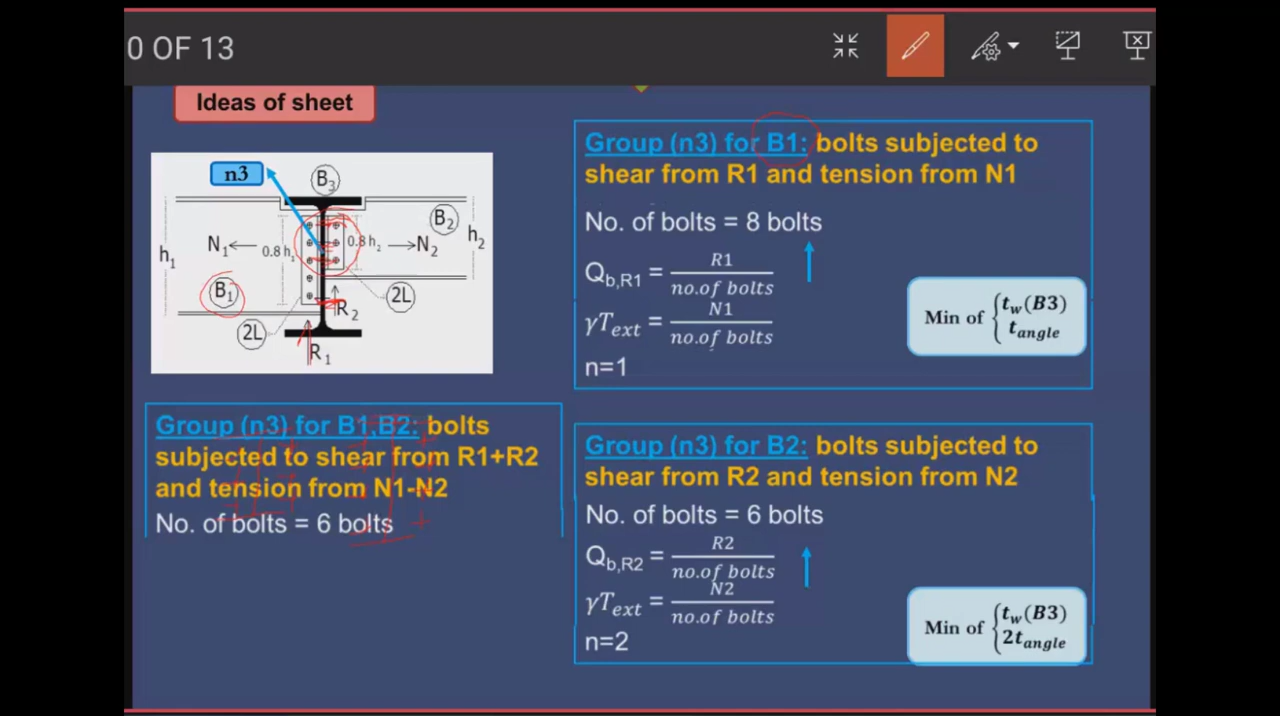 0 OF 13
Ideas of sheet
n3
B3
B2
N1
0.8 h1
0.8 h2
N2
h1
h2
B1
2L
R2
2L
R1
Group (n3) for B1,B2: bolts
subjected to shear from R1+R2
and tension from N1-N2
No. of bolts = 6 bolts
Group (n3) for B1: bolts subjected to
shear from R1 and tension from N1
No. of bolts = 8 bolts
Qb,R1 = R1 / no.of bolts
γText = N1 / no.of bolts
n=1
Min of { tw(B3)
tangle
Group (n3) for B2: bolts subjected to
shear from R2 and tension from N2
No. of bolts = 6 bolts
Qb,R2 = R2 / no.of bolts
γText = N2 / no.of bolts
n=2
Min of { tw(B3)
2tangle